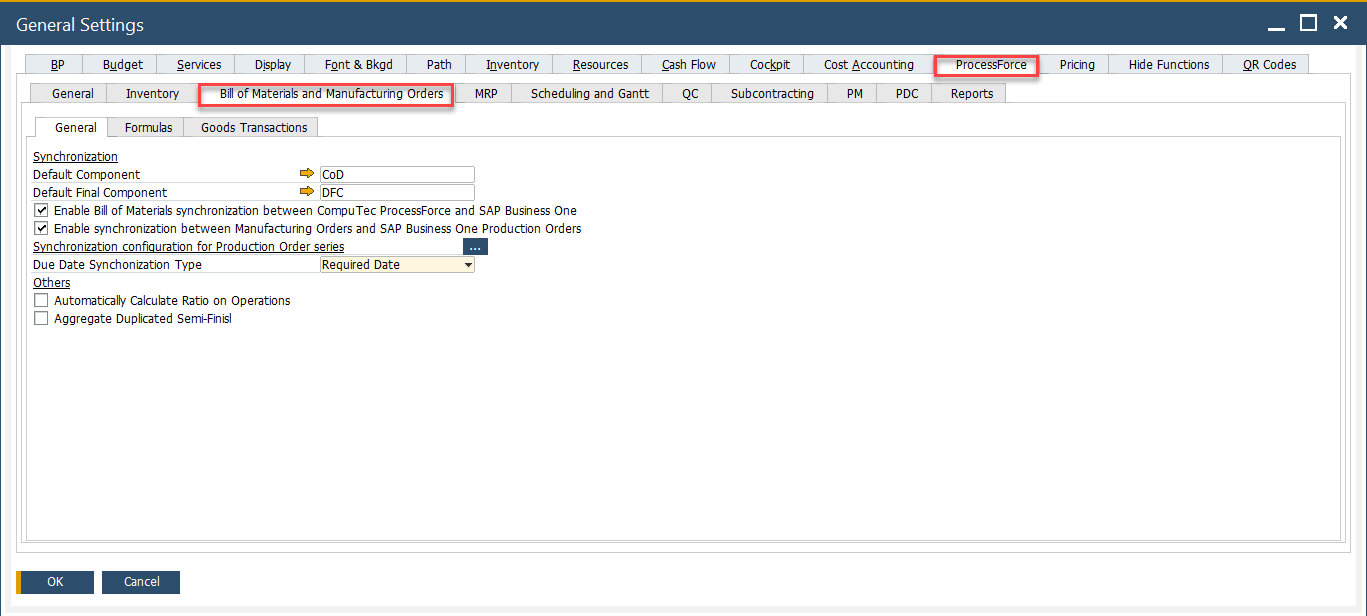 General Settings
BP Budget Services Display Font & Bkgd Path Inventory Resources Cash Flow Cockpit Cost Accounting ProcessForce Pricing Hide Functions QR Codes
General Inventory Bill of Materials and Manufacturing Orders MRP Scheduling and Gantt QC Subcontracting PM PDC Reports
General Formulas Goods Transactions
Synchronization
Default Component CoD
Default Final Component DFC
Enable Bill of Materials synchronization between CompuTec ProcessForce and SAP Business One
Enable synchronization between Manufacturing Orders and SAP Business One Production Orders
Synchronization configuration for Production Order series ...
Due Date Synchonization Type Required Date
Others
Automatically Calculate Ratio on Operations
Aggregate Duplicated Semi-Finisl
OK Cancel